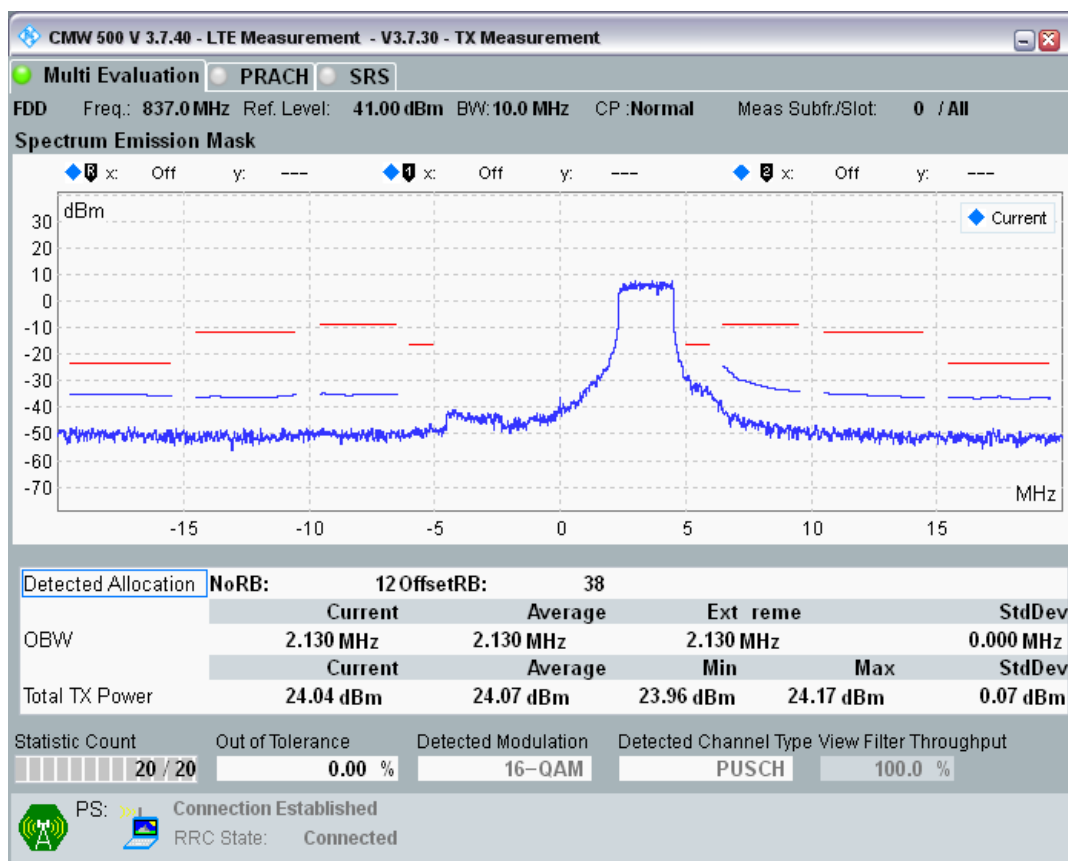 CMW 500 V 3.7.40 - LTE Measurement - V3.7.30 - TX Measurement
Multi Evaluation PRACH SRS
FDD Freq.: 837.0 MHz Ref. Level: 41.00 dBm BW: 10.0 MHz CP :Normal Meas Subfr./Slot: 0 / All
Spectrum Emission Mask
R x: Off y: --- 1 x: Off y: --- 2 x: Off y: ---
dBm
Current
30
20
10
0
-10
-20
-30
-40
-50
-60
-70
MHz
-15 -10 -5 0 5 10 15
Detected Allocation NoRB: 12 OffsetRB: 38
Current Average Ext reme StdDev
OBW 2.130 MHz 2.130 MHz 2.130 MHz 0.000 MHz
Current Average Min Max StdDev
Total TX Power 24.04 dBm 24.07 dBm 23.96 dBm 24.17 dBm 0.07 dBm
Statistic Count Out of Tolerance Detected Modulation Detected Channel Type View Filter Throughput
20 / 20 0.00 % 16-QAM PUSCH 100.0 %
PS: Connection Established
RRC State: Connected